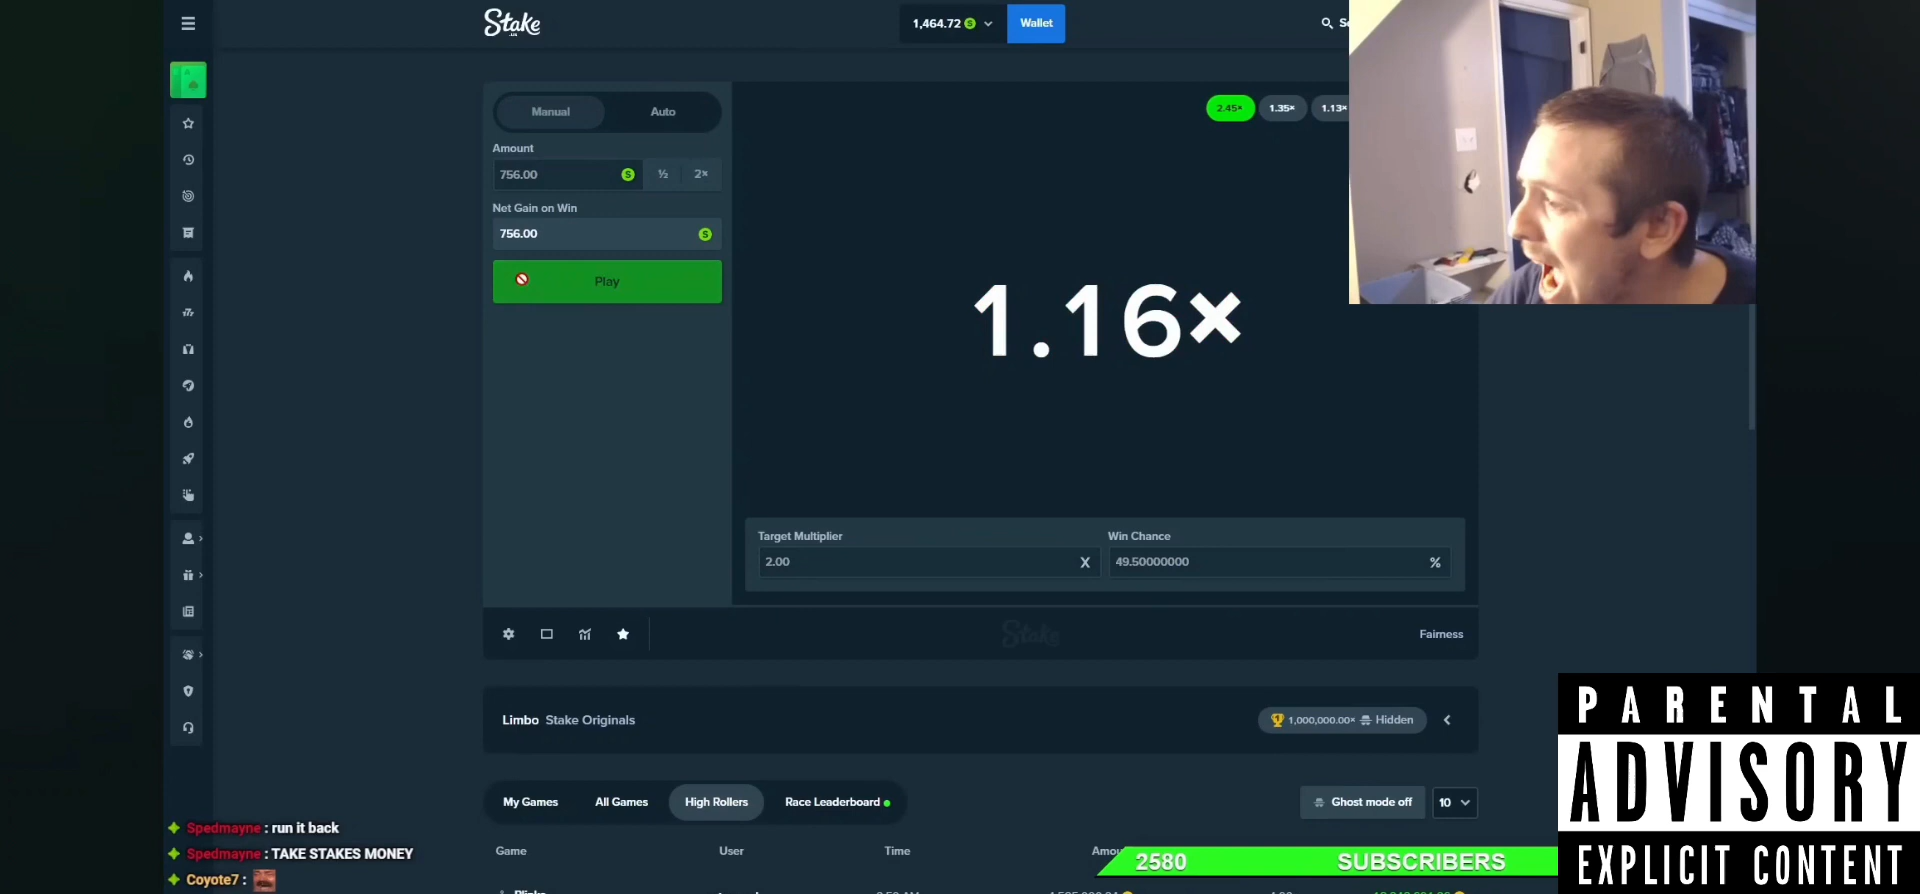 Stake
.us
1,464.72
Wallet
Manual
Auto
2.45×
1.35×
1.13×
Amount
756.00
½
2×
Net Gain on Win
756.00
Play
1.16×
Target Multiplier
2.00
X
Win Chance
49.50000000
%
Stake
Fairness
Limbo Stake Originals
1,000,000.00× Hidden
My Games
All Games
High Rollers
Race Leaderboard
Ghost mode off
10
Game
User
Time
Spedmayne : run it back
Spedmayne : TAKE STAKES MONEY
Coyote7 :
2580 SUBSCRIBERS
PARENTAL
ADVISORY
EXPLICIT CONTENT